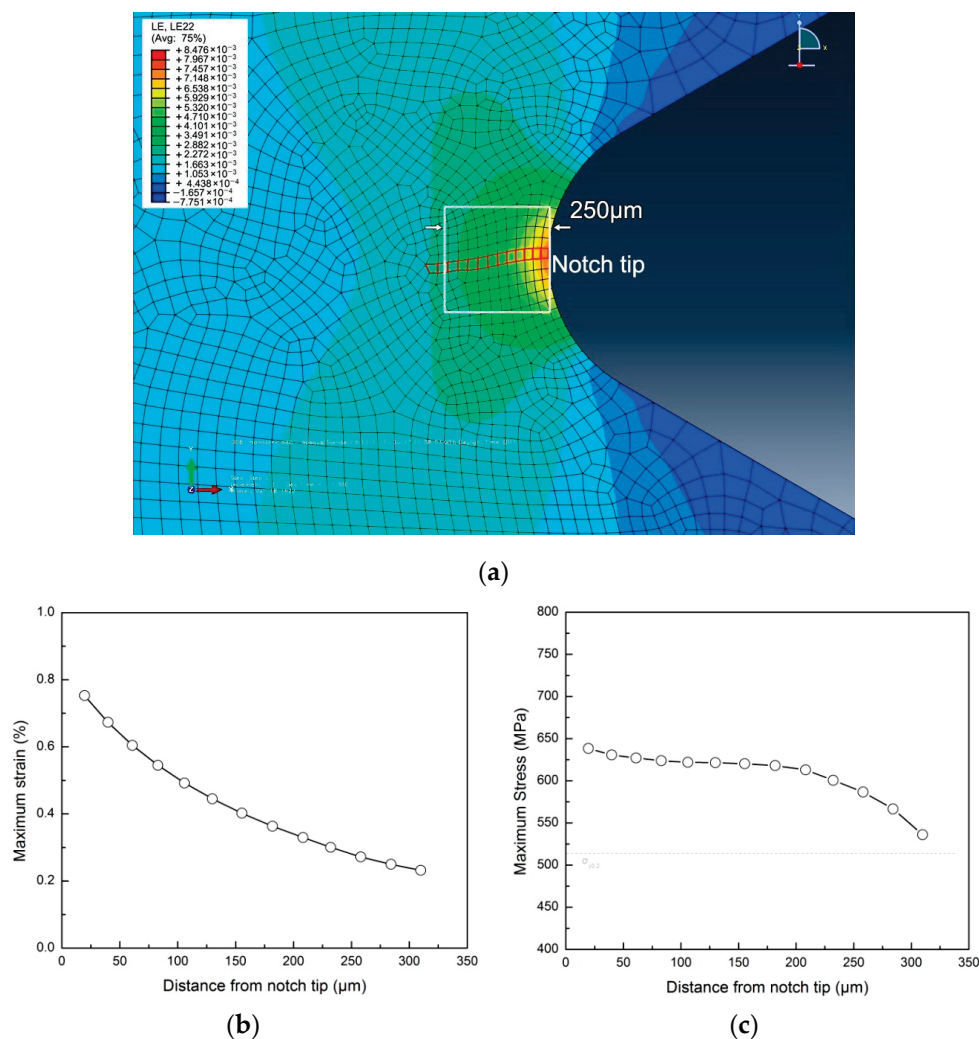 LE, LE22
(Avg: 75%)
+ 8.476 ×10⁻³
+ 7.967 ×10⁻³
+ 7.457 ×10⁻³
+ 7.148 ×10⁻³
+ 6.538 ×10⁻³
+ 5.929 ×10⁻³
+ 5.320 ×10⁻³
+ 4.710 ×10⁻³
+ 4.101 ×10⁻³
+ 3.491 ×10⁻³
+ 2.882 ×10⁻³
+ 2.272 ×10⁻³
+ 1.663 ×10⁻³
+ 1.053 ×10⁻³
+ 4.438 ×10⁻⁴
−1.657 ×10⁻⁴
−7.751 ×10⁻⁴
Y
X
Z
250μm
Notch tip
Y
Z
X
(a)
1.0
0.8
0.6
0.4
0.2
0.0
Maximum strain (%)
0 50 100 150 200 250 300 350
Distance from notch tip (μm)
(b)
800
750
700
650
600
550
500
450
400
Maximum Stress (MPa)
σy0.2
0 50 100 150 200 250 300 350
Distance from notch tip (μm)
(c)